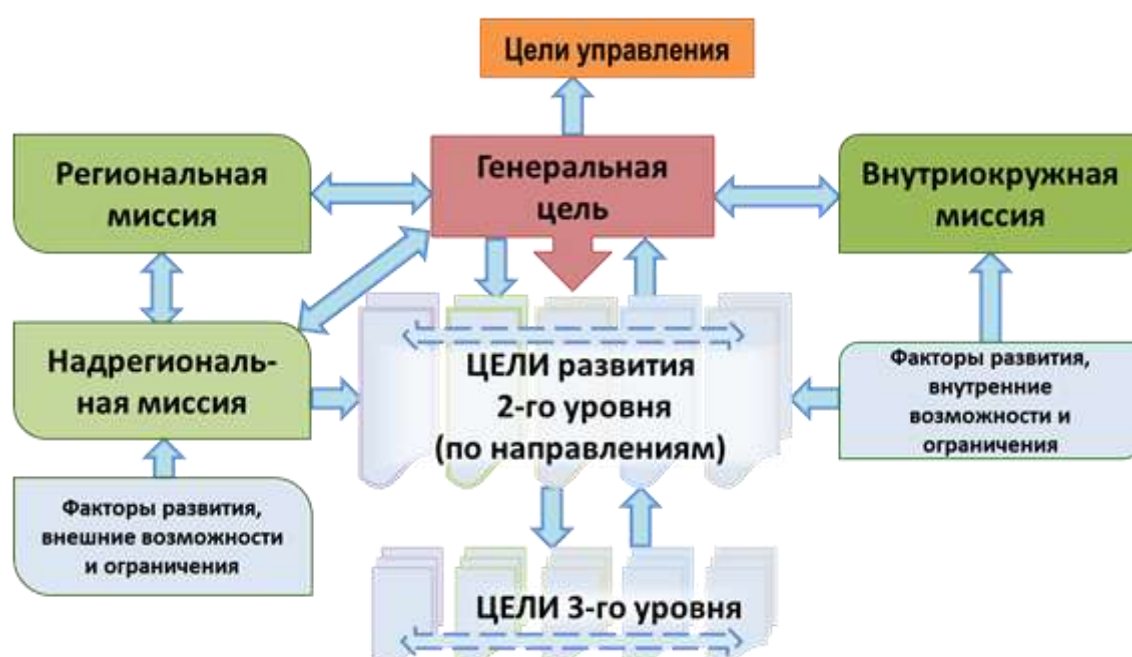 Цели управления
Региональная
миссия
Генеральная
цель
Внутриокружная
миссия
Надрегиональ-
ная миссия
ЦЕЛИ развития
2-го уровня
(по направлениям)
Факторы развития,
внутренние
возможности и
ограничения
Факторы развития,
внешние возможности
и ограничения
ЦЕЛИ 3-го уровня